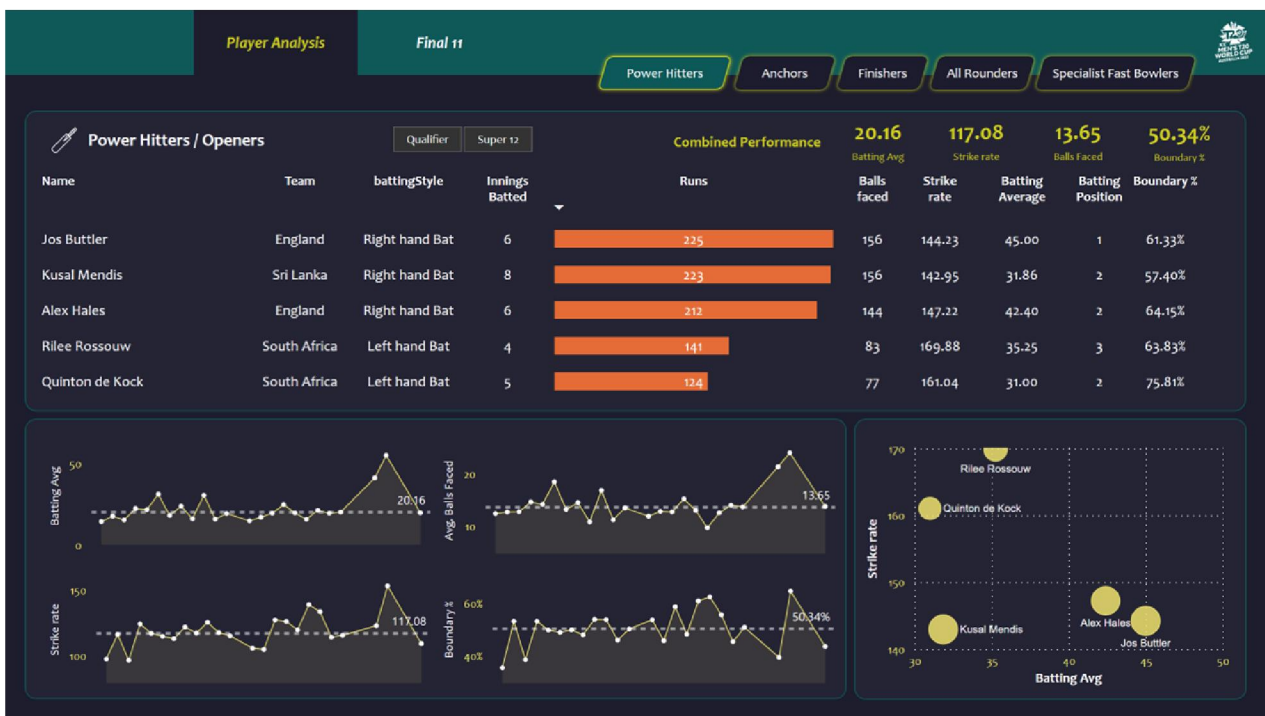 Player Analysis
Final 11
MEN'S T20
WORLD CUP
Power Hitters
Anchors
Finishers
All Rounders
Specialist Fast Bowlers
Power Hitters / Openers
Qualifier
Super 12
Combined Performance
20.16
Batting Avg
117.08
Strike rate
13.65
Balls Faced
50.34%
Boundary %
Name Team battingStyle Innings Batted Runs Balls faced Strike rate Batting Average Batting Position Boundary %
Jos Buttler England Right hand Bat 6 225 156 144.23 45.00 1 61.33%
Kusal Mendis Sri Lanka Right hand Bat 8 223 156 142.95 31.86 2 57.40%
Alex Hales England Right hand Bat 6 212 144 147.22 42.40 2 64.15%
Rilee Rossouw South Africa Left hand Bat 4 141 83 169.88 35.25 3 63.83%
Quinton de Kock South Africa Left hand Bat 5 124 77 161.04 31.00 2 75.81%
Batting Avg
50
0
20.16
Avg. Balls Faced
20
10
13.65
Strike rate
150
100
117.08
Boundary %
60%
40%
50.34%
Strike rate
170
160
150
140
Rilee Rossouw
Quinton de Kock
Alex Hales
Kusal Mendis
Jos Buttler
30 35 40 45 50
Batting Avg